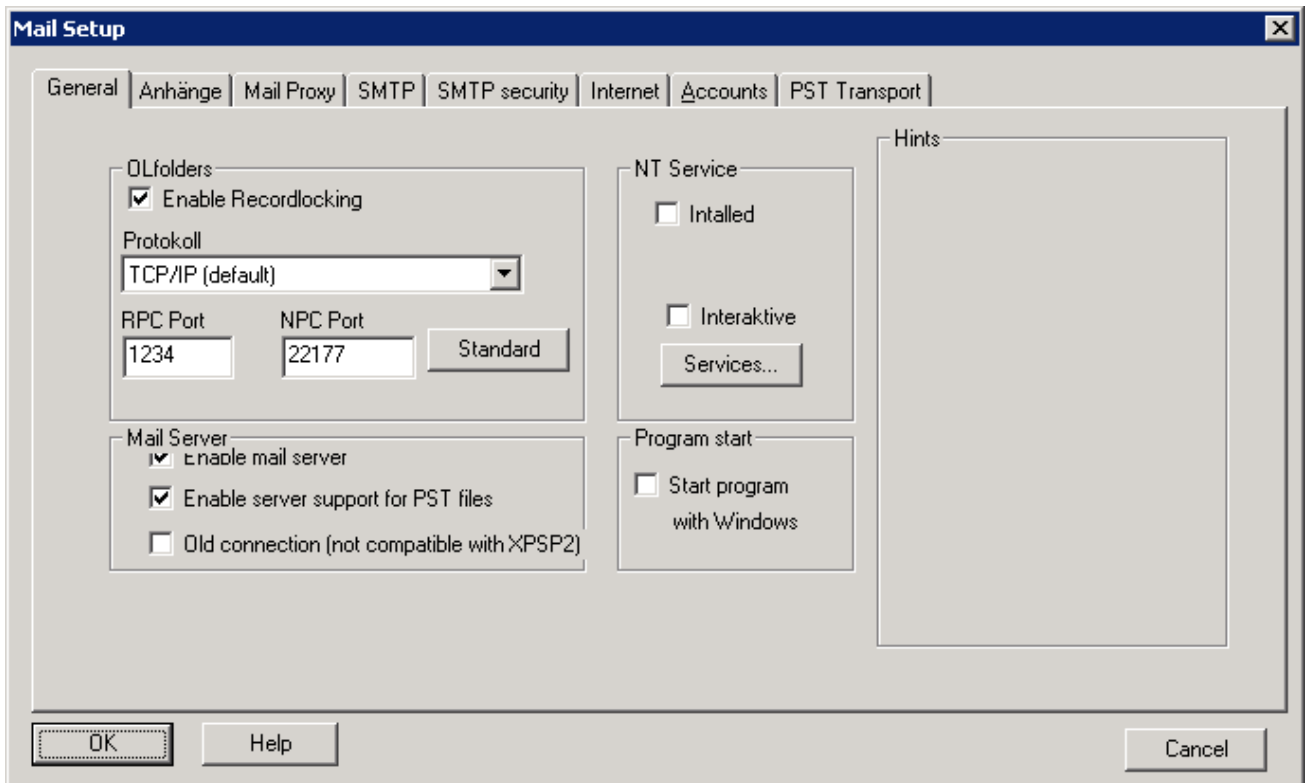 Mail Setup
General Anhänge Mail Proxy SMTP SMTP security Internet Accounts PST Transport
OLfolders
Enable Recordlocking
Protokoll
TCP/IP (default)
RPC Port NPC Port
1234 22177 Standard
Mail Server
Enable mail server
Enable server support for PST files
Old connection (not compatible with XPSP2)
NT Service
Intalled
Interaktive
Services...
Program start
Start program
with Windows
Hints
OK Help Cancel